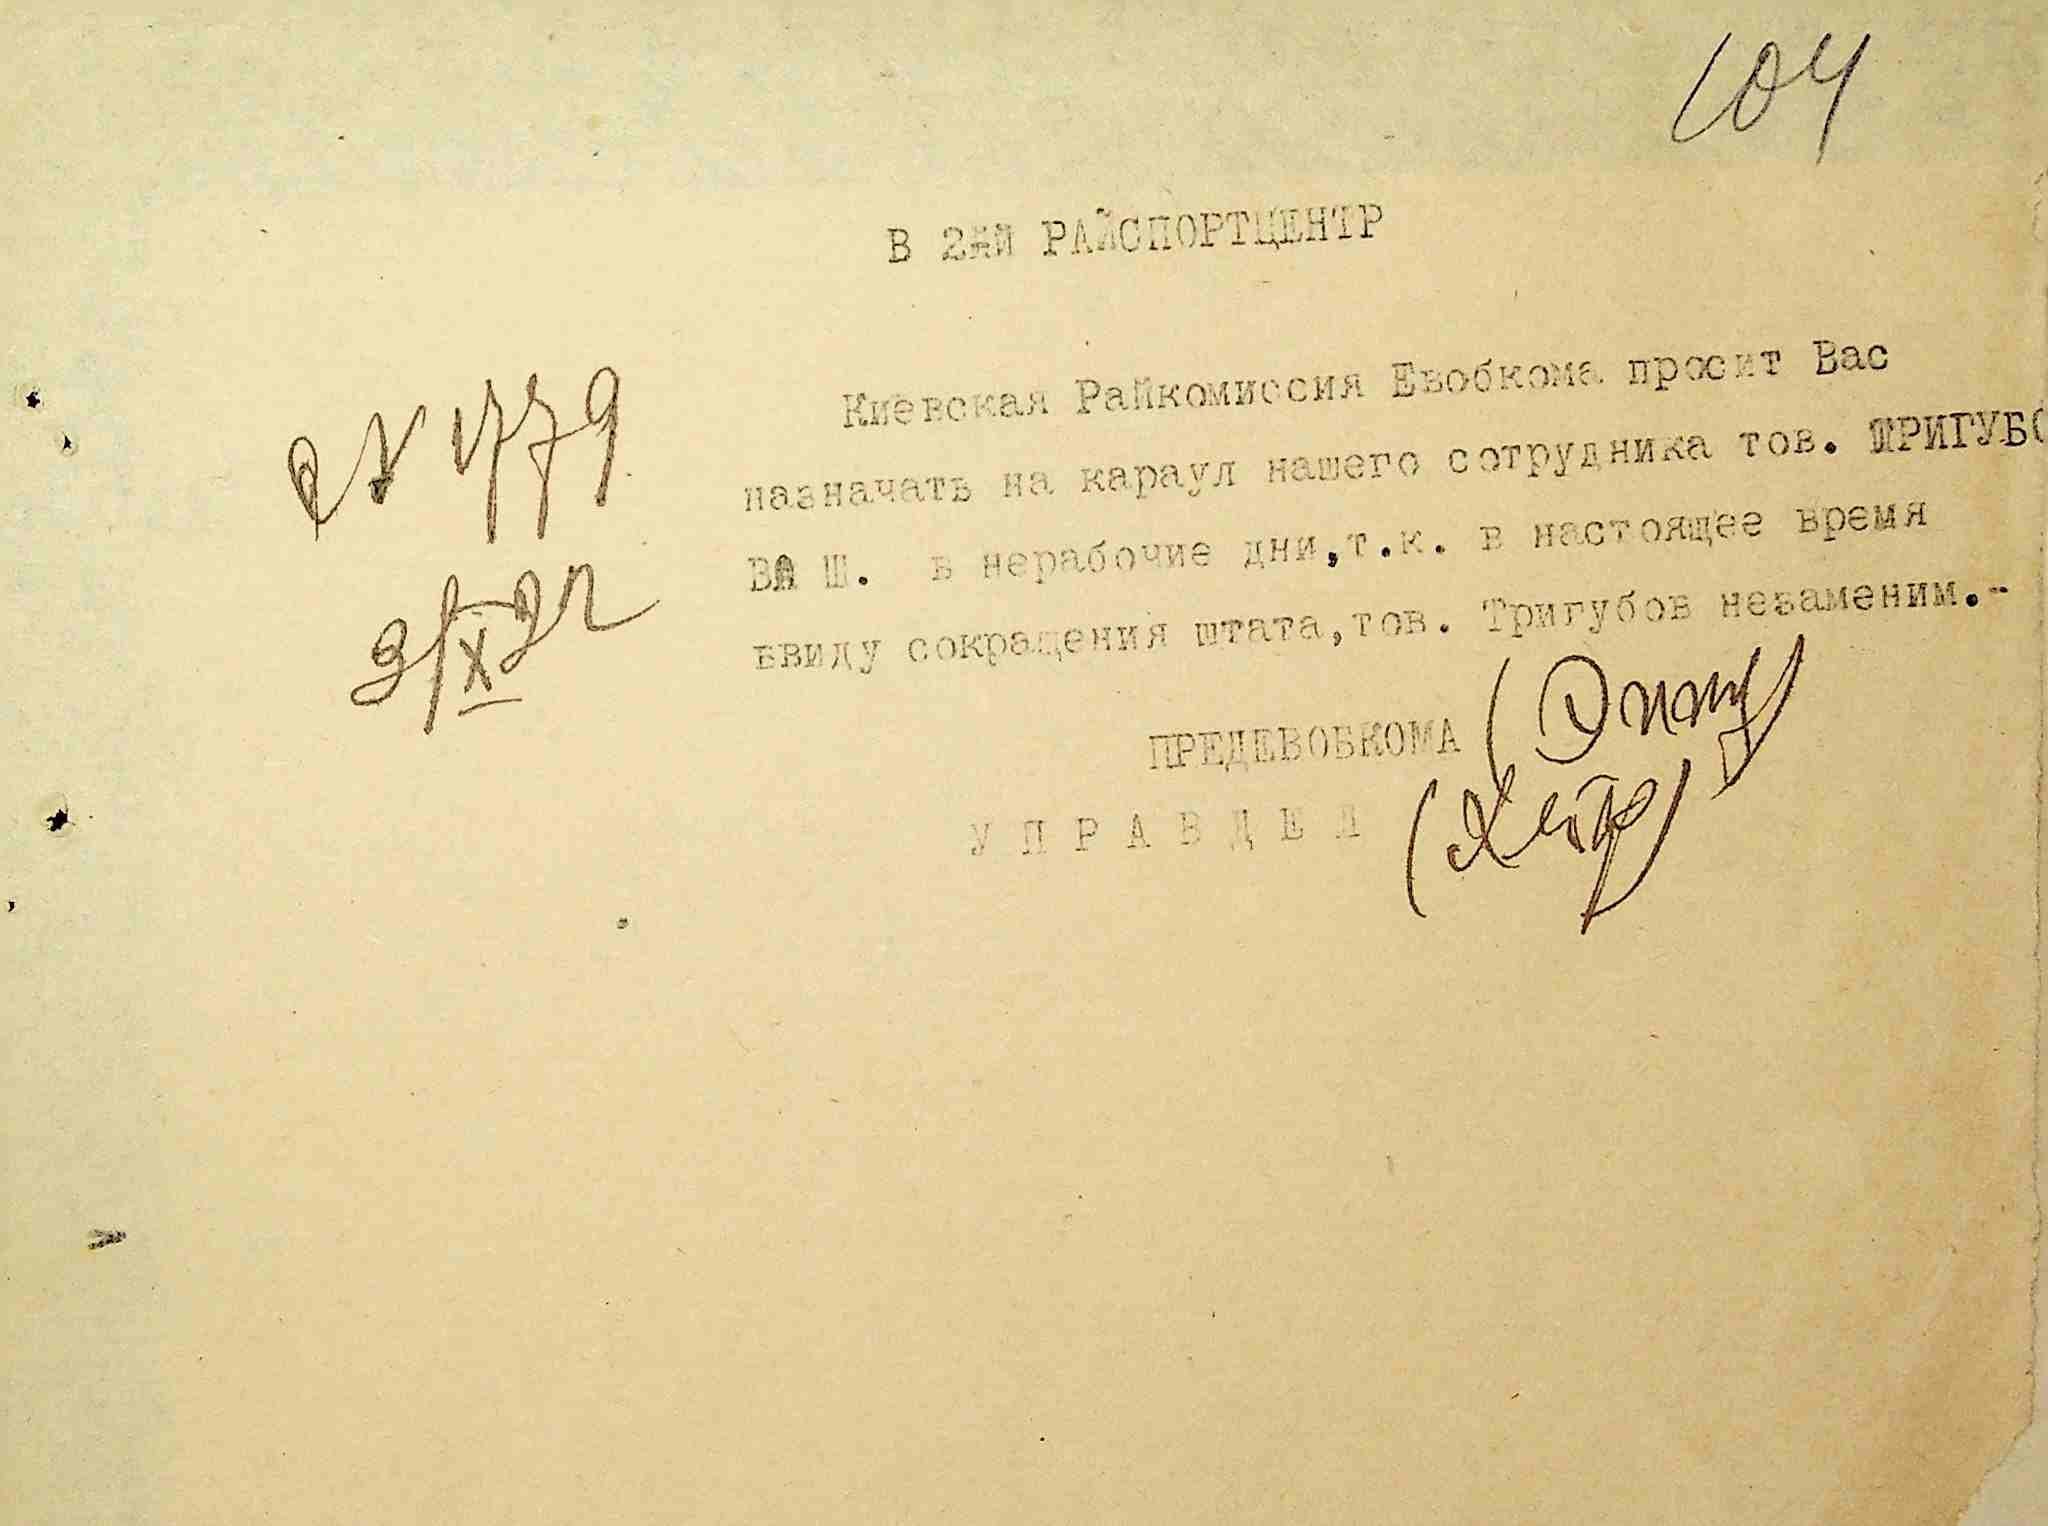 104
В 2-й РАЙСПОРТЦЕНТР
№ 1779
Киевская Райкомиссия Евобкома просит Вас
назначать на караул нашего сотрудника тов. ТРИГУБО
Ш. в нерабочие дни,т.к. в настоящее время
ввиду сокращения штата,тов. Тригубов незаменим.-
ПРЕДЕВОБКОМА
УПРАВДЕЛ